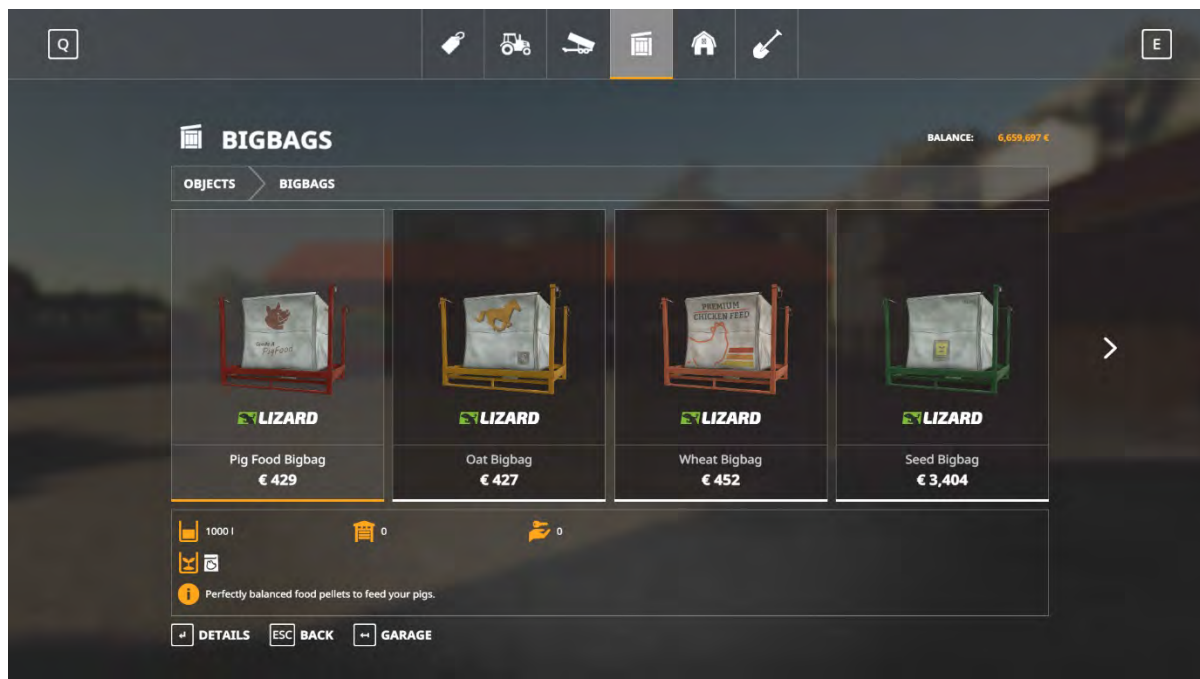 Q
E
BIGBAGS
BALANCE: 6,659,697 €
OBJECTS BIGBAGS
PigFood
PREMIUM
CHICKEN FEED
LIZARD LIZARD LIZARD LIZARD
Pig Food Bigbag
€ 429
Oat Bigbag
€ 427
Wheat Bigbag
€ 452
Seed Bigbag
€ 3,404
1000 l 0 0
Perfectly balanced food pellets to feed your pigs.
DETAILS ESC BACK GARAGE